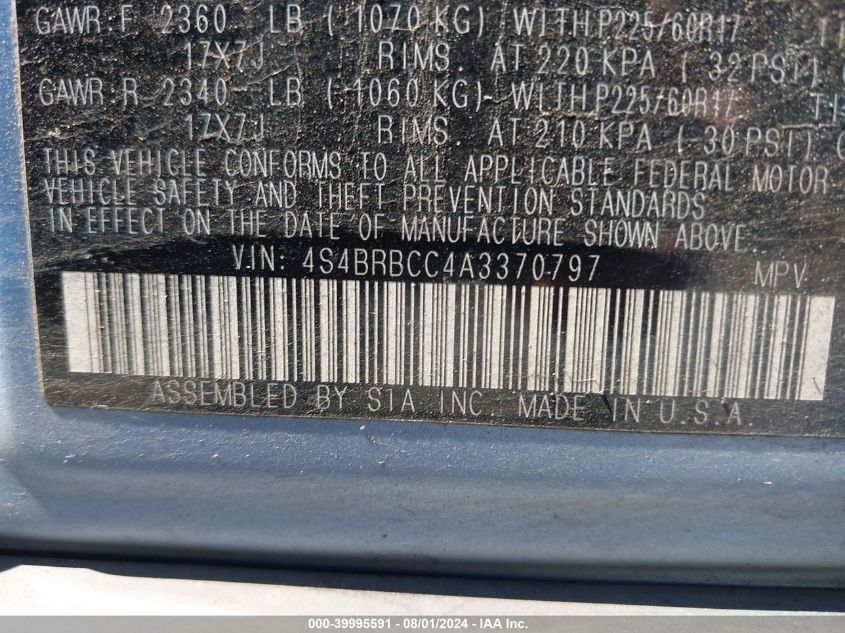 GAWR:F 2360 LB ( 1070 KG) WITH P225/60R17
17X7J RIMS. AT 220 KPA ( 32 PSI) (
GAWR:R 2340 LB ( 1060 KG) WITH P225/60R17
17X7J RIMS. AT 210 KPA ( 30 PSI) (
THIS VEHICLE CONFORMS TO ALL APPLICABLE FEDERAL MOTOR
VEHICLE SAFETY AND THEFT PREVENTION STANDARDS
IN EFFECT ON THE DATE OF MANUFACTURE SHOWN ABOVE.
VIN: 4S4BRBCC4A3370797 MPV
ASSEMBLED BY SIA INC. MADE IN U.S.A.
000-39995591 - 08/01/2024 - IAA Inc.